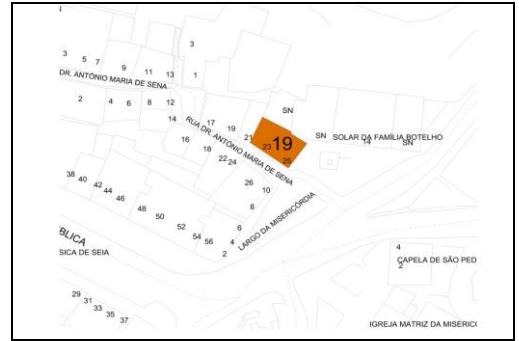 3
3 5 7 9 11 13 1
DR. ANTÓNIO MARIA DE SENA
2 4 6 8 12
14 17 19 21
RUA DR. ANTÓNIO MARIA DE SENA
16 18 22 24
SN
19
23
25
SN SOLAR DA FAMÍLIA BOTELHO
14 SN
26 10
8
6
4
2
LARGO DA MISERICÓRDIA
38 40 42 44 46
48 50
52
54 56
BLICA
SICA DE SEIA
4
CAPELA DE SÃO PED
2
29 31 33 35 37
IGREJA MATRIZ DA MISERIC